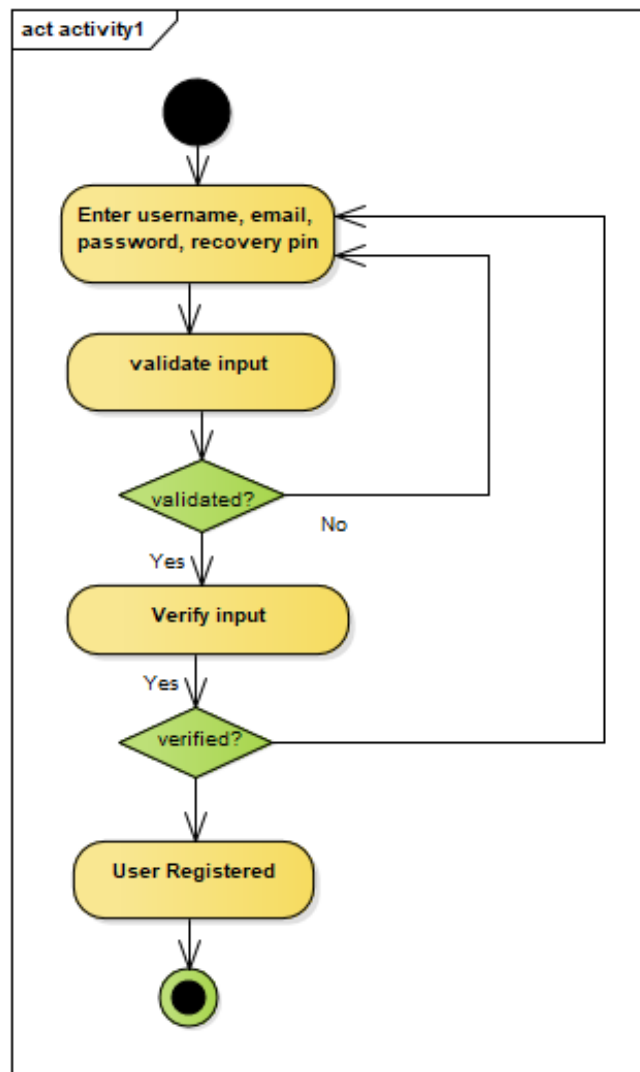 act activity1
Enter username, email,
password, recovery pin
validate input
validated?
No
Yes
Verify input
Yes
verified?
User Registered